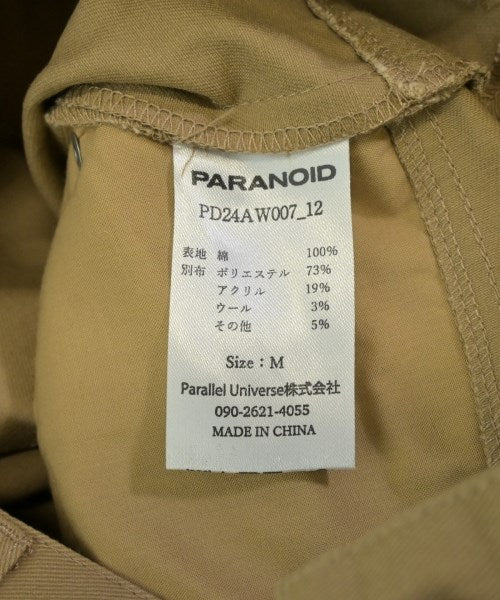 PARANOID
PD24AW007_12
表地 綿 100%
別布 ポリエステル 73%
アクリル 19%
ウール 3%
その他 5%
Size : M
Parallel Universe株式会社
090-2621-4055
MADE IN CHINA